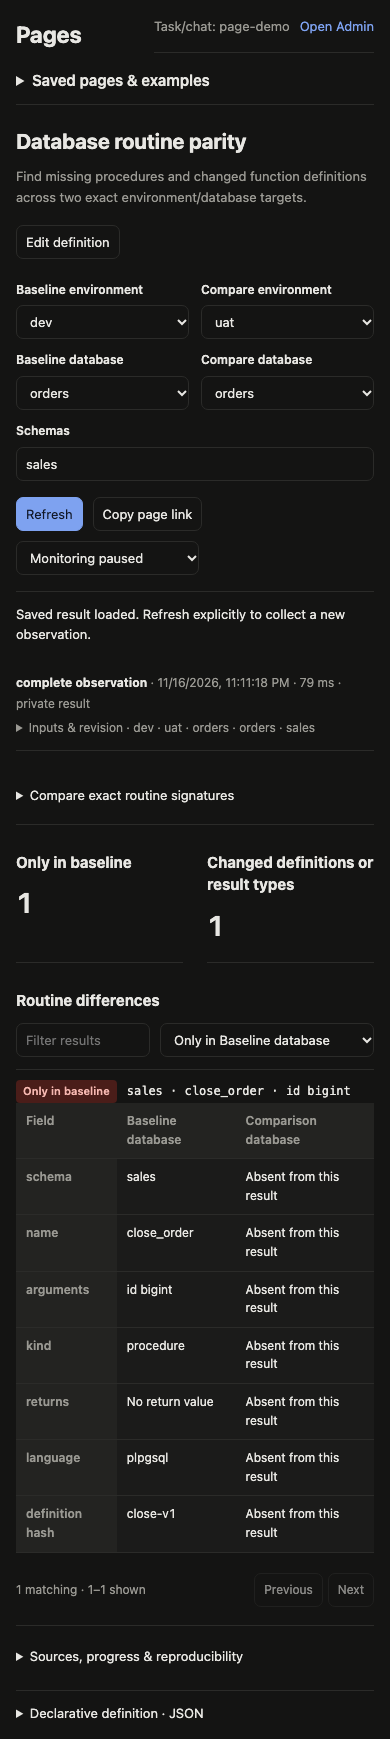 Pages
Task/chat: page-demo Open Admin
Saved pages & examples
Database routine parity
Find missing procedures and changed function definitions
across two exact environment/database targets.
Edit definition
Baseline environment Compare environment
dev uat
Baseline database Compare database
orders orders
Schemas
sales
Refresh Copy page link
Monitoring paused
Saved result loaded. Refresh explicitly to collect a new
observation.
complete observation · 11/16/2026, 11:11:18 PM · 79 ms ·
private result
Inputs & revision · dev · uat · orders · orders · sales
Compare exact routine signatures
Only in baseline
1
Changed definitions or
result types
1
Routine differences
Filter results Only in Baseline database
Only in baseline sales · close_order · id bigint
Field Baseline database Comparison database
schema sales Absent from this result
name close_order Absent from this result
arguments id bigint Absent from this result
kind procedure Absent from this result
returns No return value Absent from this result
language plpgsql Absent from this result
definition hash close-v1 Absent from this result
1 matching · 1–1 shown Previous Next
Sources, progress & reproducibility
Declarative definition · JSON